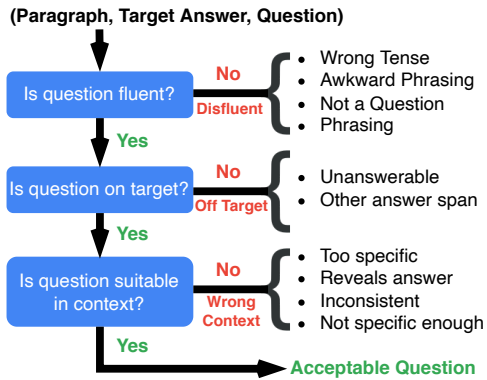 (Paragraph, Target Answer, Question)
Is question fluent?
No
Disfluent
• Wrong Tense
• Awkward Phrasing
• Not a Question
• Phrasing
Yes
Is question on target?
No
Off Target
• Unanswerable
• Other answer span
Yes
Is question suitable
in context?
No
Wrong
Context
• Too specific
• Reveals answer
• Inconsistent
• Not specific enough
Yes
Acceptable Question